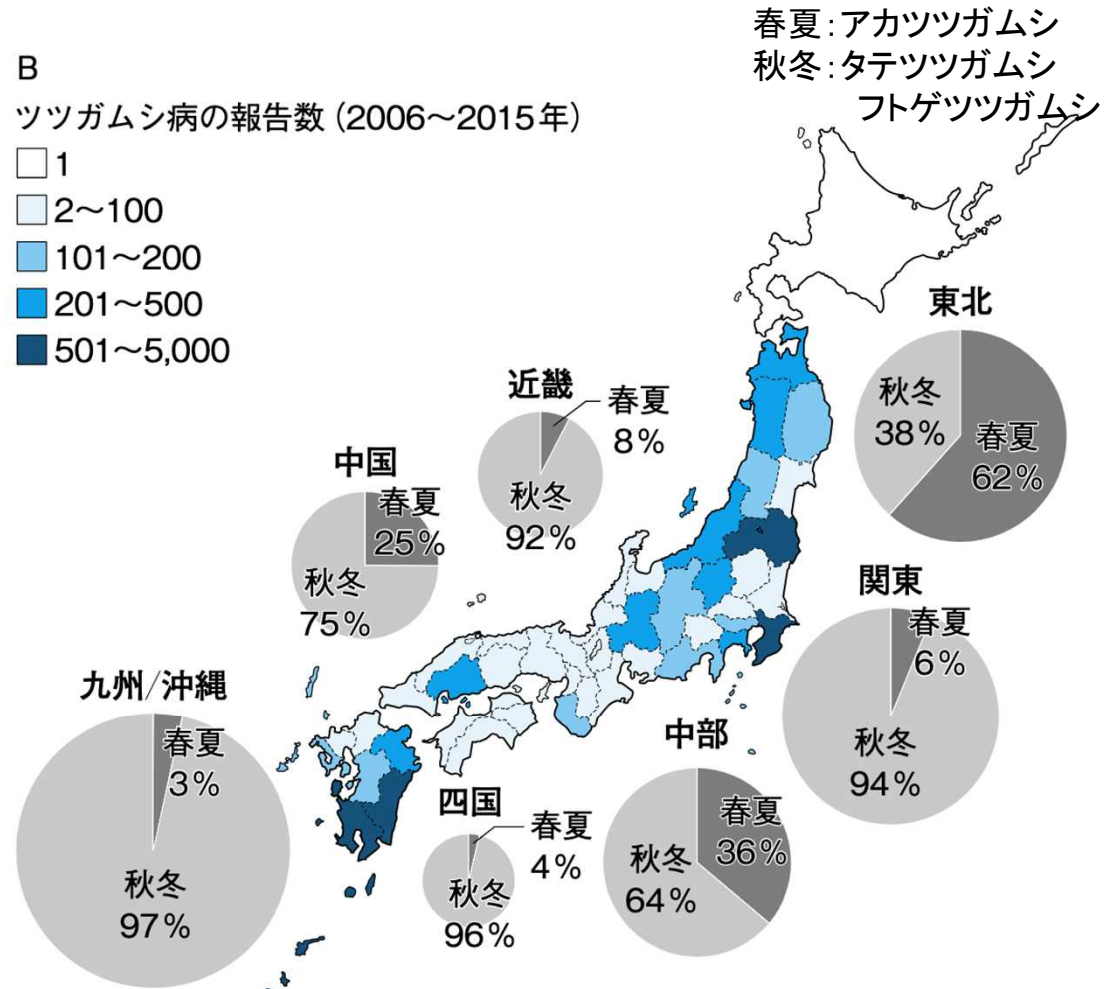 春夏：アカツツガムシ
秋冬：タテツツガムシ
フトゲツツガムシ
B
ツツガムシ病の報告数（2006～2015年）
1
2～100
101～200
201～500
501～5,000
東北
秋冬
38%
春夏
62%
近畿
春夏
8%
秋冬
92%
中国
春夏
25%
秋冬
75%
関東
春夏
6%
秋冬
94%
九州/沖縄
春夏
3%
秋冬
97%
中部
春夏
36%
秋冬
64%
四国
春夏
4%
秋冬
96%